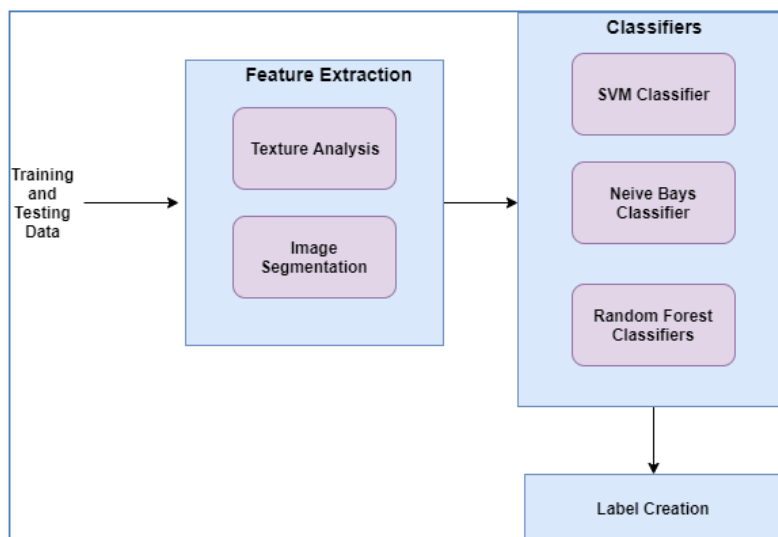 Training
and
Testing
Data
Feature Extraction
Texture Analysis
Image
Segmentation
Classifiers
SVM Classifier
Neive Bays
Classifier
Random Forest
Classifiers
Label Creation